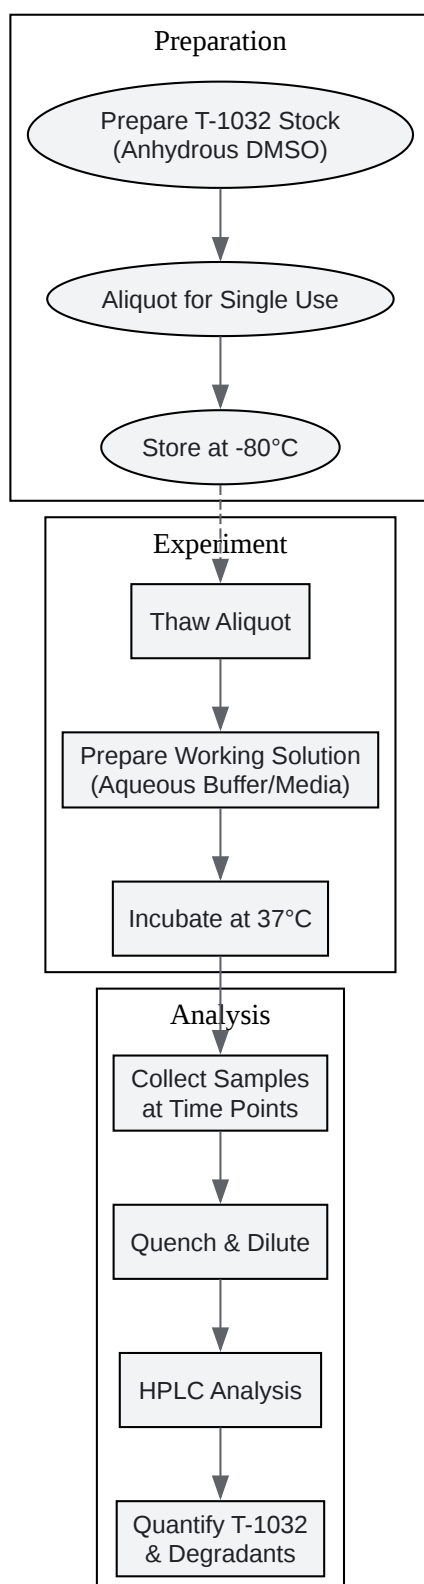 Preparation
Prepare T-1032 Stock
(Anhydrous DMSO)
Aliquot for Single Use
Store at -80°C
Experiment
Thaw Aliquot
Prepare Working Solution
(Aqueous Buffer/Media)
Incubate at 37°C
Analysis
Collect Samples
at Time Points
Quench & Dilute
HPLC Analysis
Quantify T-1032
& Degradants